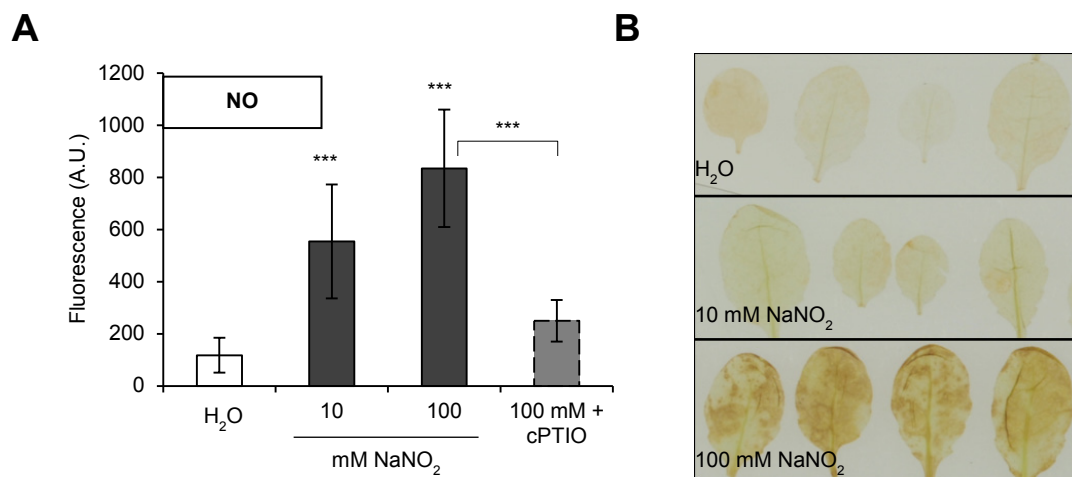 A
B
1200
1000
800
600
400
200
0
Fluorescence (A.U.)
NO
***
***
***
H₂O
10
100
100 mM +
cPTIO
mM NaNO₂
H₂O
10 mM NaNO₂
100 mM NaNO₂